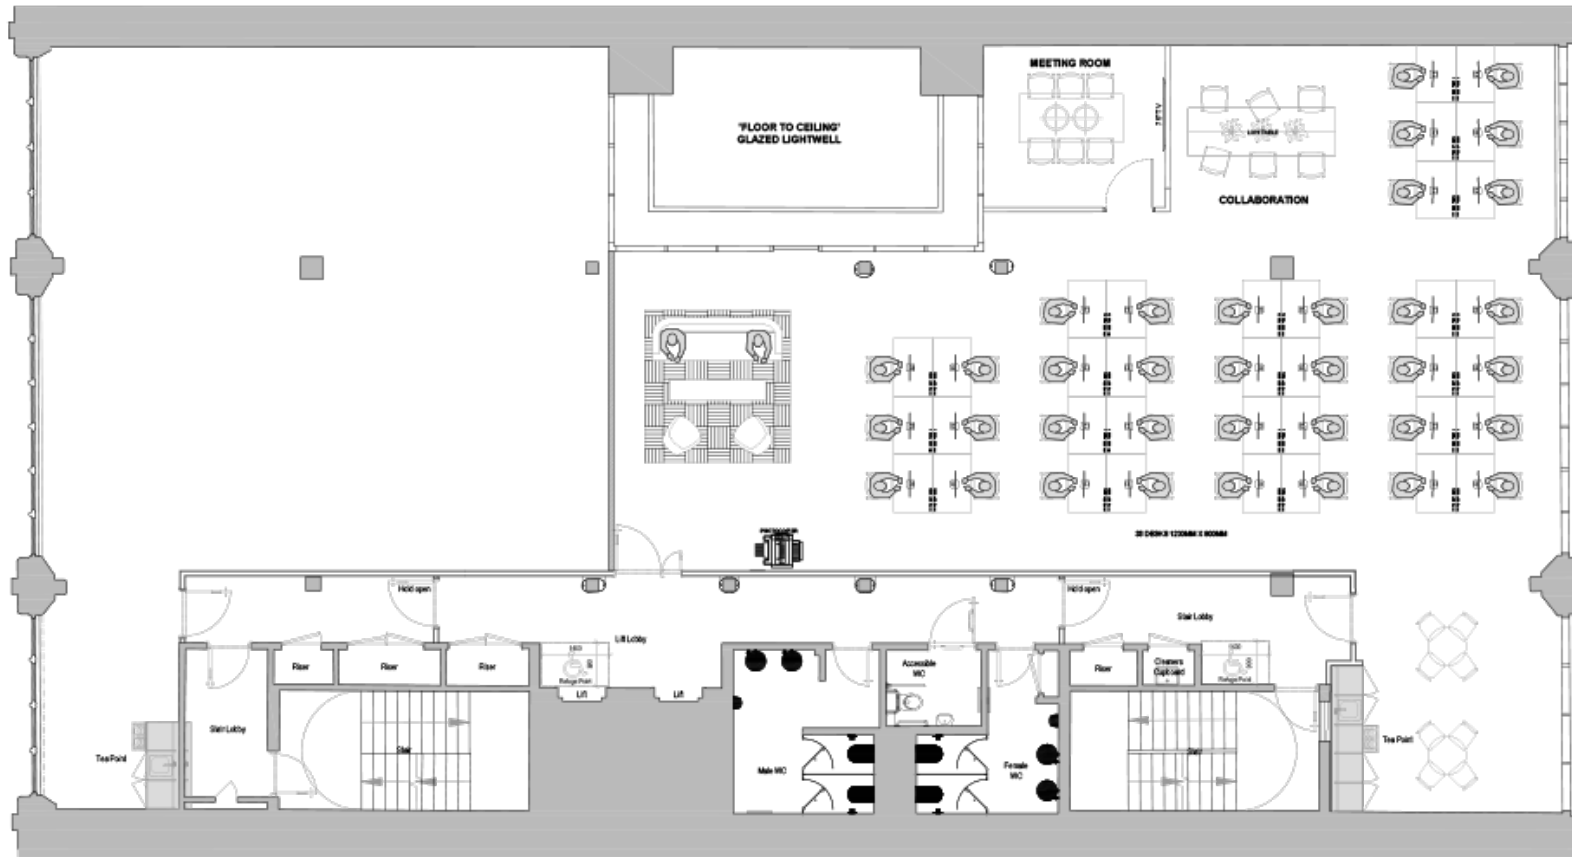 MEETING ROOM
'FLOOR TO CEILING'
GLAZED LIGHTWELL
COLLABORATION
Hold open
Hold open
Stair Lobby
Lift Lobby
Riser
Riser
Riser
Refuge Point
Accessible
WC
Riser
Cleaners
Cupboard
Refuge Point
Lift
Lift
Stair Lobby
Stair
Tea Point
Male WC
Female
WC
Stair
Tea Point